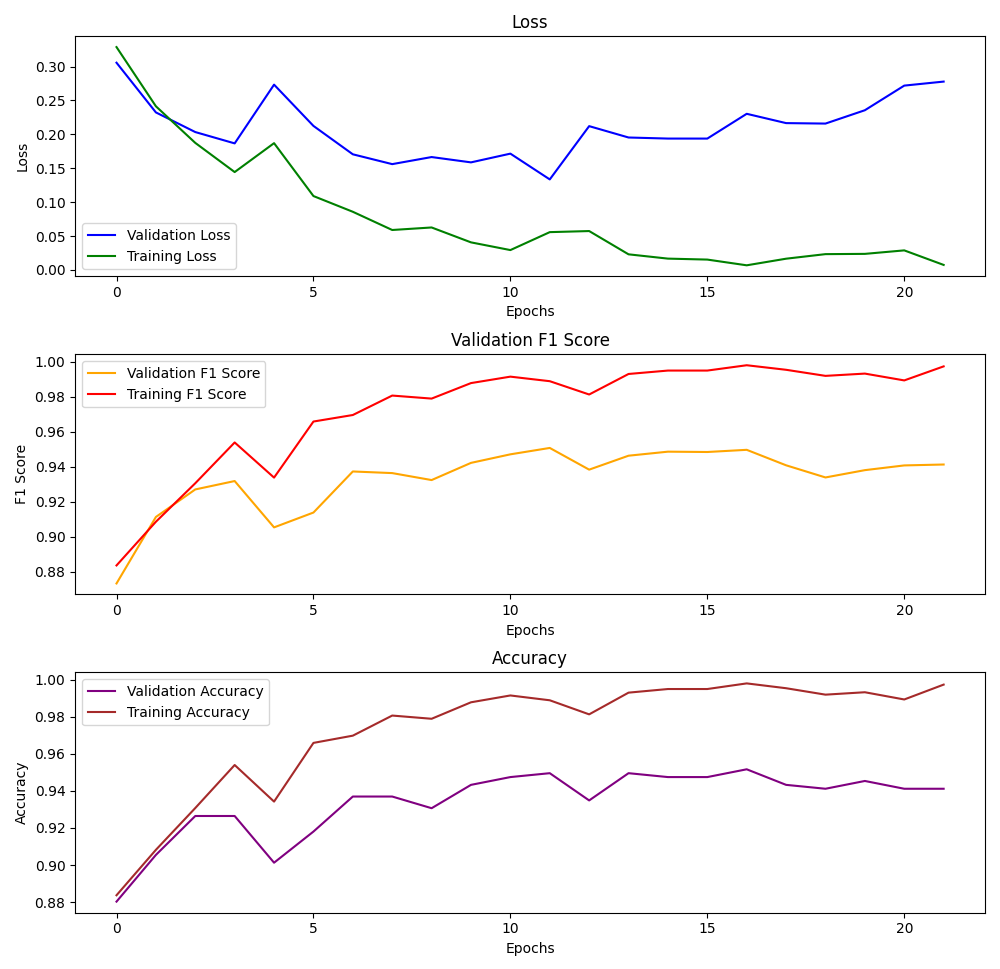 Loss
0.30
0.25
0.20
0.15
0.10
0.05
0.00
Loss
Validation Loss
Training Loss
0 5 10 15 20
Epochs
Validation F1 Score
1.00
0.98
0.96
0.94
0.92
0.90
0.88
F1 Score
Validation F1 Score
Training F1 Score
0 5 10 15 20
Epochs
Accuracy
1.00
0.98
0.96
0.94
0.92
0.90
0.88
Accuracy
Validation Accuracy
Training Accuracy
0 5 10 15 20
Epochs